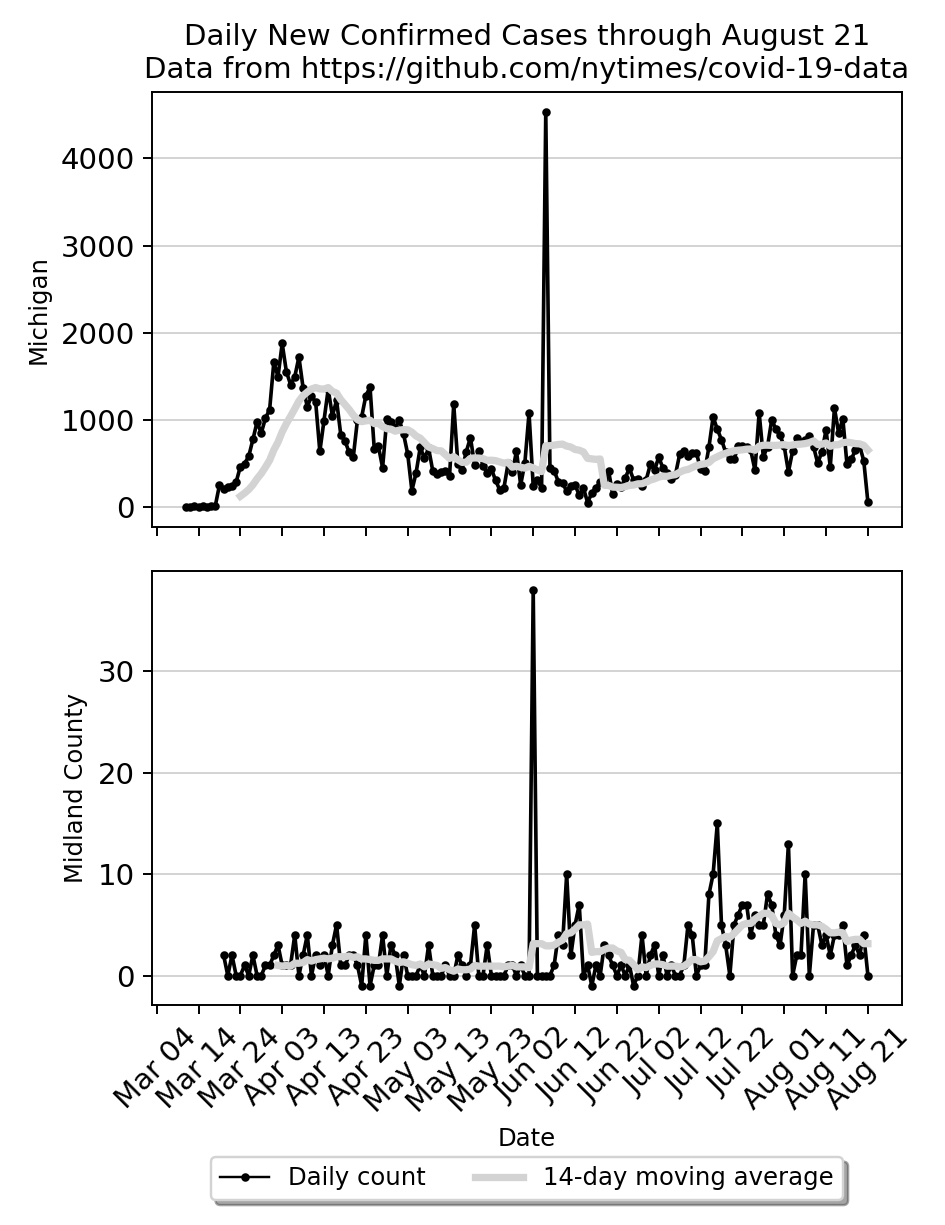 Daily New Confirmed Cases through August 21
Data from https://github.com/nytimes/covid-19-data
Michigan
4000
3000
2000
1000
0
Midland County
30
20
10
0
Mar 04
Mar 14
Mar 24
Apr 03
Apr 13
Apr 23
May 03
May 13
May 23
Jun 02
Jun 12
Jun 22
Jul 02
Jul 12
Jul 22
Aug 01
Aug 11
Aug 21
Date
Daily count
14-day moving average